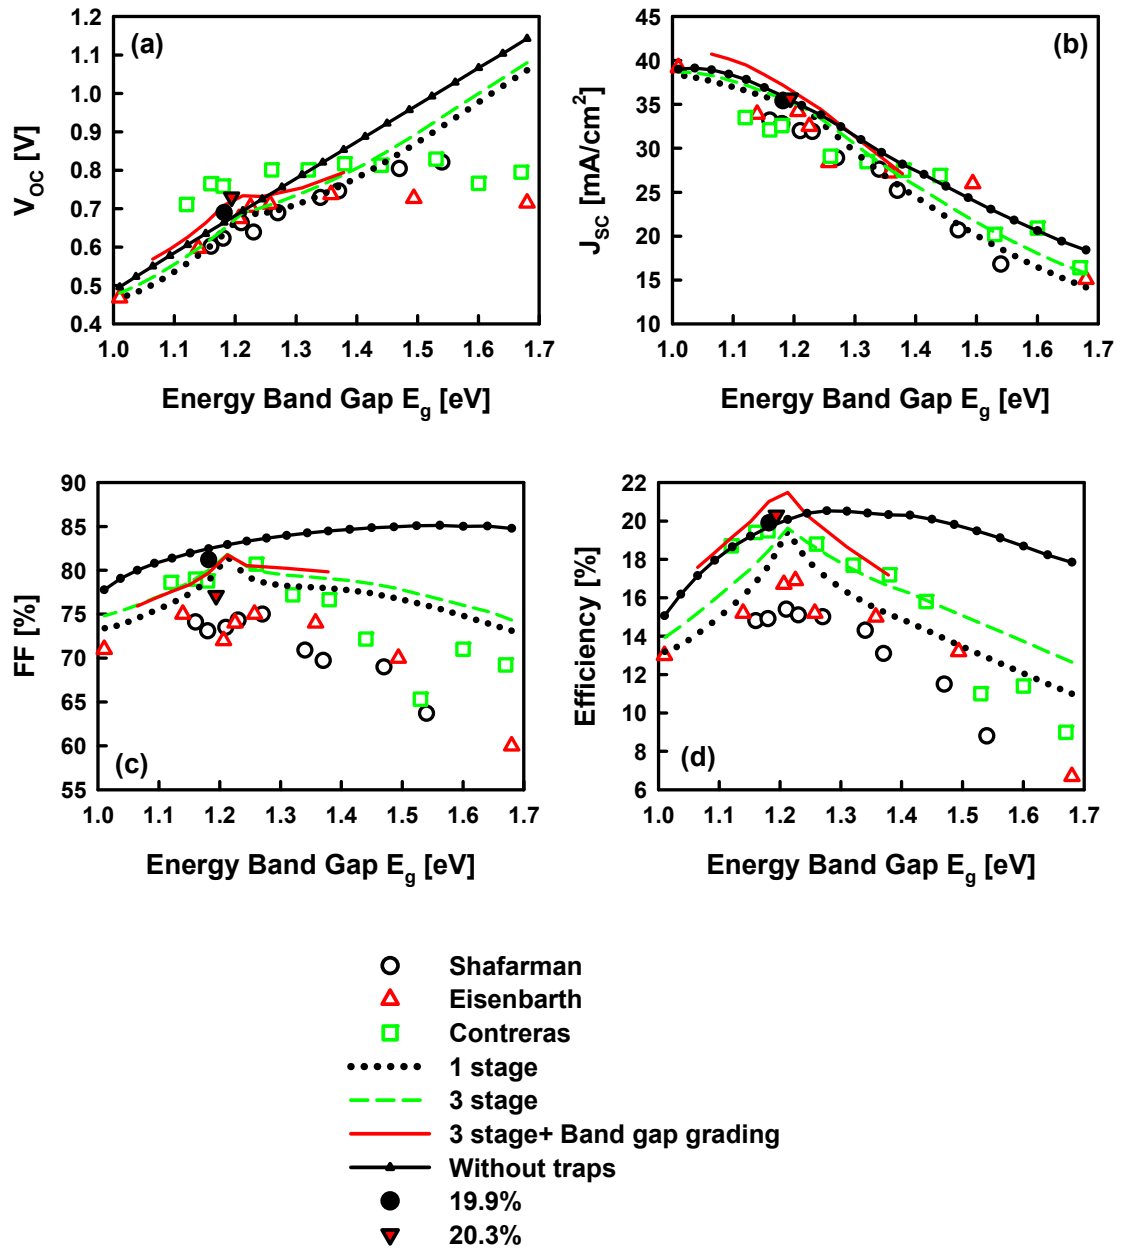 (a)
V_OC [V]
1.2
1.1
1.0
0.9
0.8
0.7
0.6
0.5
0.4
1.0 1.1 1.2 1.3 1.4 1.5 1.6 1.7
Energy Band Gap E_g [eV]
(b)
J_SC [mA/cm²]
45
40
35
30
25
20
15
10
1.0 1.1 1.2 1.3 1.4 1.5 1.6 1.7
Energy Band Gap E_g [eV]
FF [%]
90
85
80
75
70
65
60
55
(c)
1.0 1.1 1.2 1.3 1.4 1.5 1.6 1.7
Energy Band Gap E_g [eV]
Efficiency [%]
22
20
18
16
14
12
10
8
6
(d)
1.0 1.1 1.2 1.3 1.4 1.5 1.6 1.7
Energy Band Gap E_g [eV]
Shafarman
Eisenbarth
Contreras
1 stage
3 stage
3 stage+ Band gap grading
Without traps
19.9%
20.3%